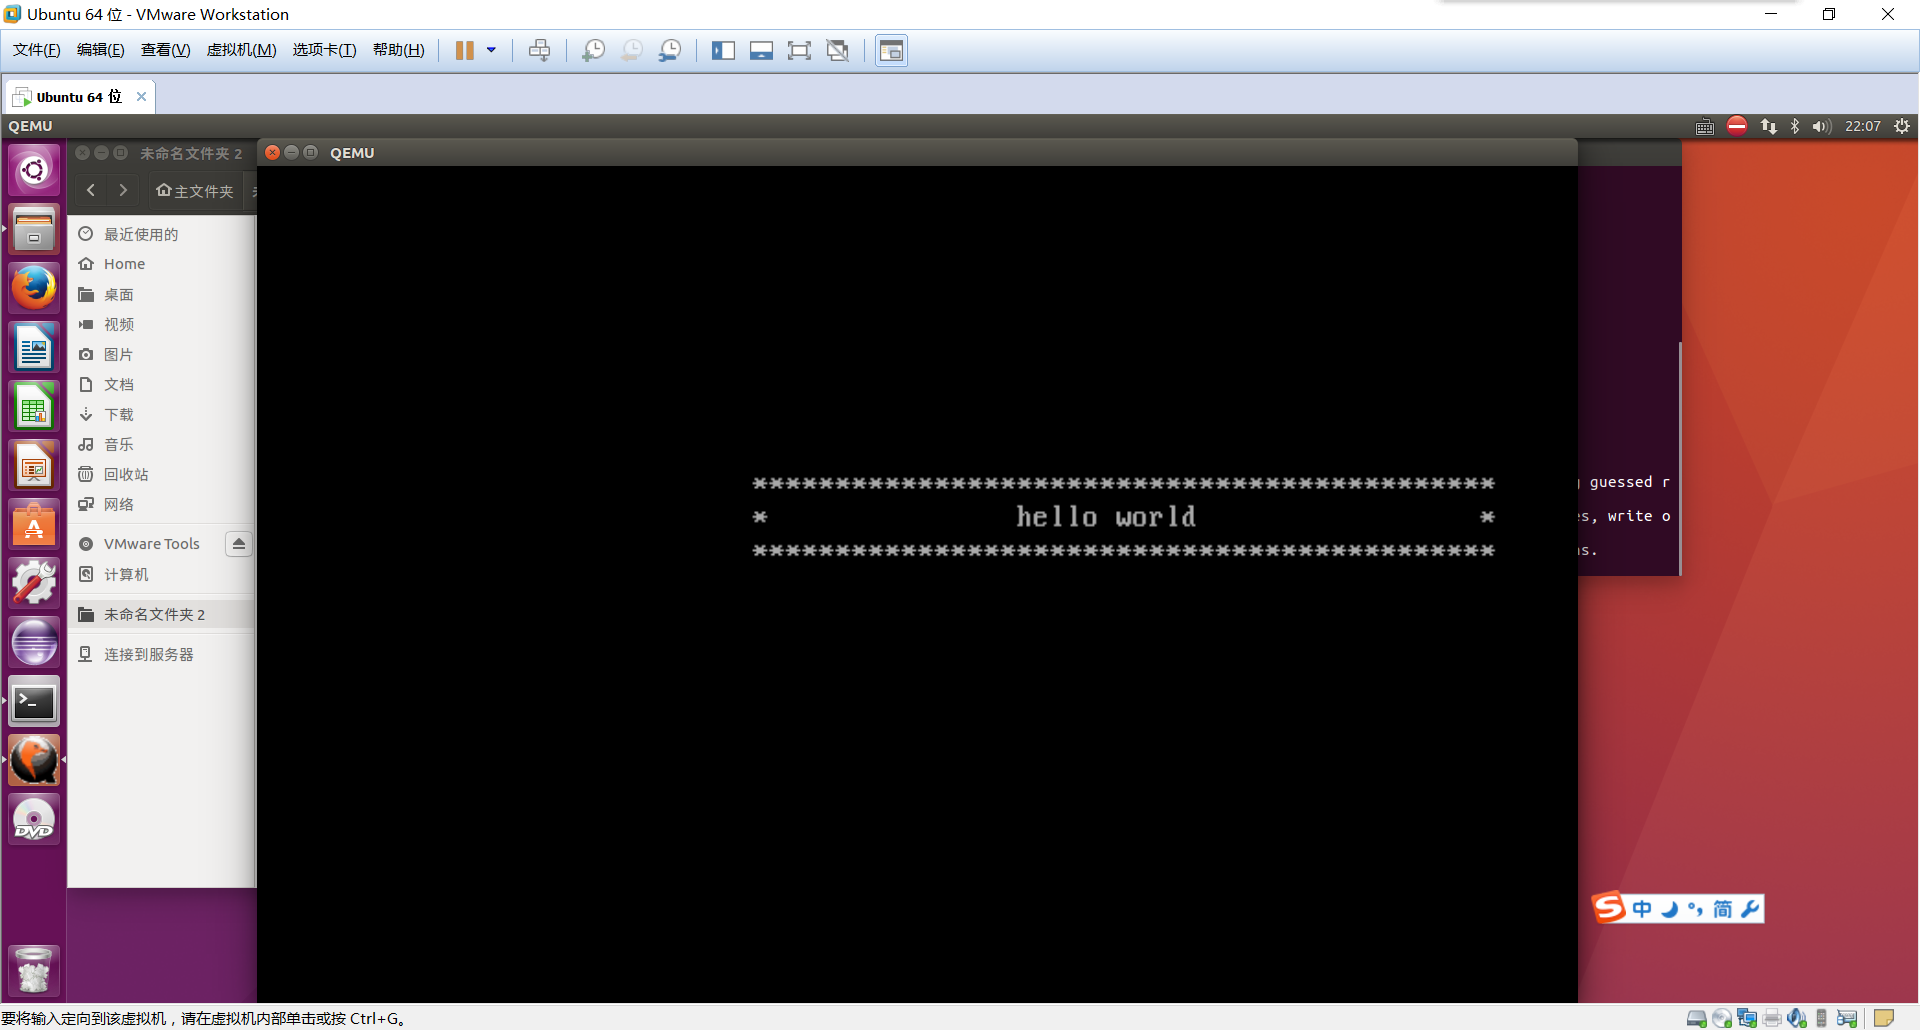 Ubuntu 64 位 - VMware Workstation
文件(F) 编辑(E) 查看(V) 虚拟机(M) 选项卡(T) 帮助(H)
Ubuntu 64 位
QEMU
22:07
未命名文件夹 2
QEMU
主文件夹
最近使用的
Home
桌面
视频
图片
文档
下载
音乐
回收站
网络
VMware Tools
计算机
未命名文件夹 2
连接到服务器
*********************************************
* hello world *
*********************************************
guessed r
s, write o
s.
DVD
中 简
要将输入定向到该虚拟机，请在虚拟机内部单击或按 Ctrl+G。